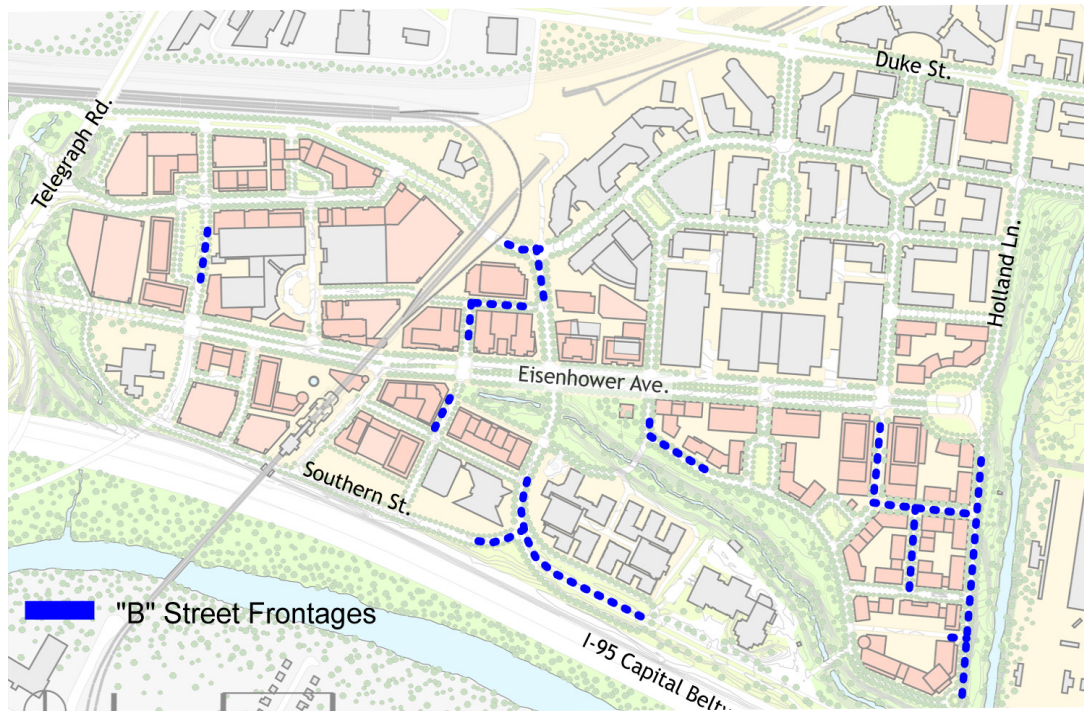 Duke St.
Telegraph Rd.
Holland Ln.
Eisenhower Ave.
Southern St.
"B" Street Frontages
I-95 Capital Beltw